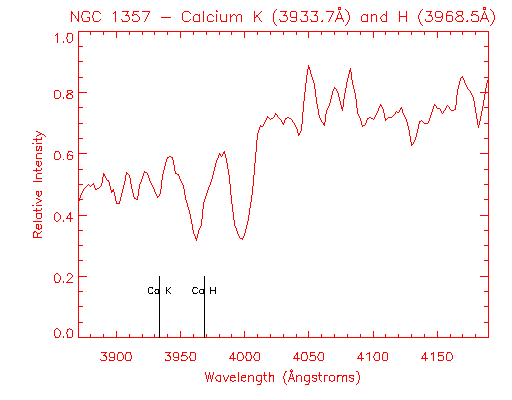 NGC 1357 – Calcium K (3933.7Å) and H (3968.5Å)
1.0
0.8
0.6
0.4
0.2
0.0
Relative Intensity
Ca K
Ca H
3900 3950 4000 4050 4100 4150
Wavelength (Ångstroms)